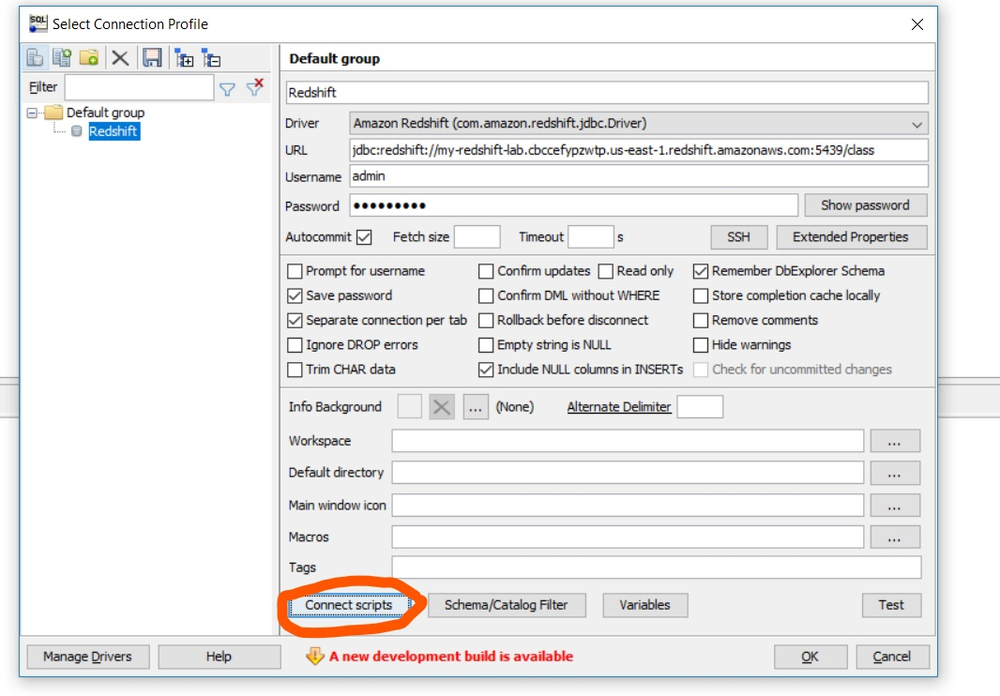 SQL Select Connection Profile
Default group
Filter
Default group
Redshift
Redshift
Driver Amazon Redshift (com.amazon.redshift.jdbc.Driver)
URL jdbc:redshift://my-redshift-lab.cbccefypzwtp.us-east-1.redshift.amazonaws.com:5439/class
Username admin
Password ●●●●●●●●● Show password
Autocommit Fetch size Timeout s SSH Extended Properties
Prompt for username Confirm updates Read only Remember DbExplorer Schema
Save password Confirm DML without WHERE Store completion cache locally
Separate connection per tab Rollback before disconnect Remove comments
Ignore DROP errors Empty string is NULL Hide warnings
Trim CHAR data Include NULL columns in INSERTs Check for uncommitted changes
Info Background ... (None) Alternate Delimiter
Workspace ...
Default directory ...
Main window icon ...
Macros ...
Tags
Connect scripts Schema/Catalog Filter Variables Test
Manage Drivers Help A new development build is available OK Cancel